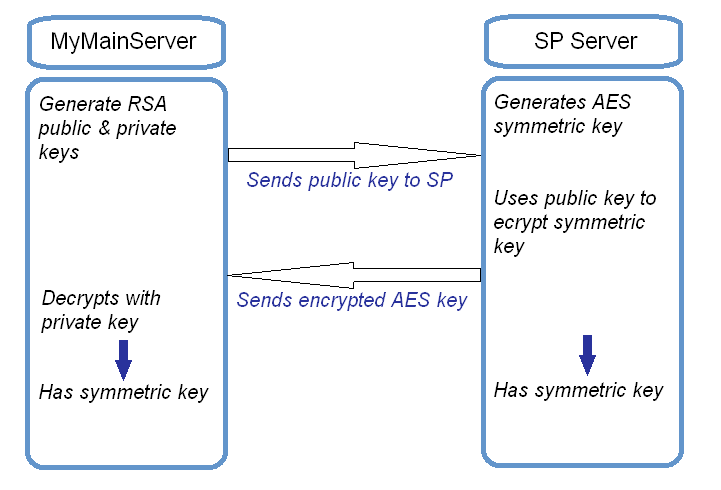 MyMainServer
SP Server
Generate RSA
public & private
keys
Generates AES
symmetric key
Sends public key to SP
Uses public key to
ecrypt symmetric
key
Sends encrypted AES key
Decrypts with
private key
Has symmetric key
Has symmetric key